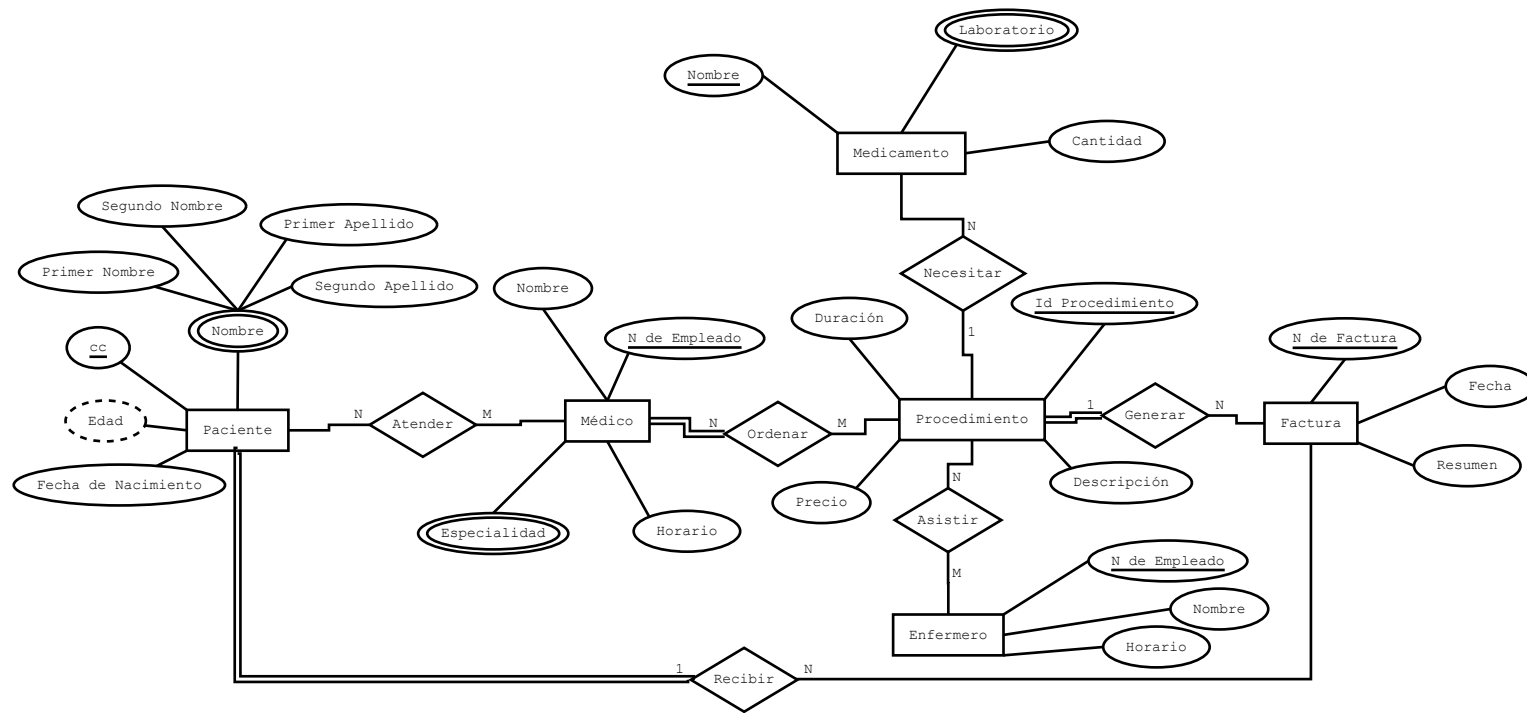 Laboratorio
Nombre
Cantidad
Medicamento
N
Necesitar
1
Segundo Nombre
Primer Apellido
Primer Nombre
Segundo Apellido
Nombre
cc
Edad
Paciente
Fecha de Nacimiento
N
Atender
M
Nombre
N de Empleado
Médico
Especialidad
Horario
N
Ordenar
M
Duración
Id Procedimiento
Procedimiento
Precio
Descripción
1
Generar
N
N de Factura
Fecha
Factura
Resumen
N
Asistir
M
N de Empleado
Nombre
Enfermero
Horario
1
Recibir
N